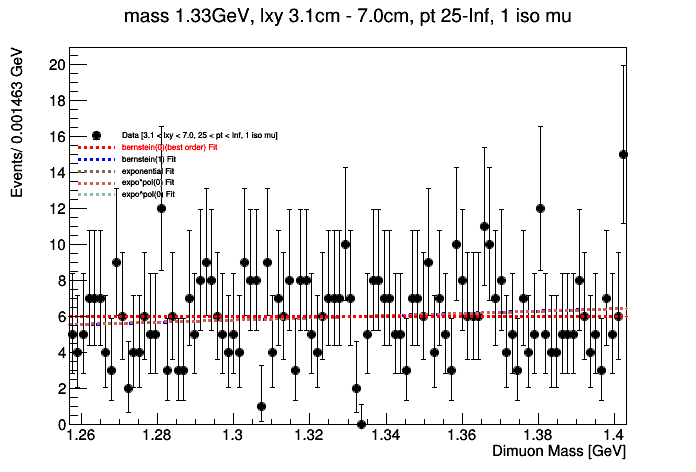 mass 1.33GeV, lxy 3.1cm - 7.0cm, pt 25-Inf, 1 iso mu
Events/ 0.001463 GeV
20
18
16
14
12
10
8
6
4
2
0
Data [3.1 < lxy < 7.0, 25 < pt < Inf, 1 iso mu]
bernstein(0)(best order) Fit
bernstein(1) Fit
exponential Fit
expo*pol(0) Fit
expo^pol(0) Fit
1.26 1.28 1.3 1.32 1.34 1.36 1.38 1.4
Dimuon Mass [GeV]